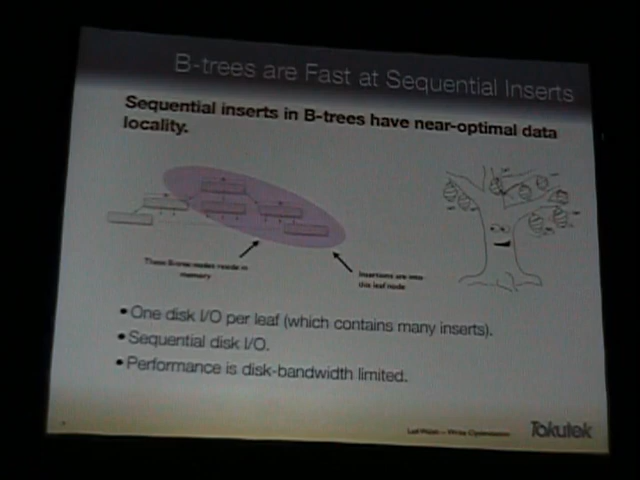 B-trees are Fast at Sequential Inserts
Sequential inserts in B-trees have near-optimal data
locality.
These B-tree nodes reside in
memory
Insertions are into
this leaf node
• One disk I/O per leaf (which contains many inserts).
• Sequential disk I/O.
• Performance is disk-bandwidth limited.
Tokutek